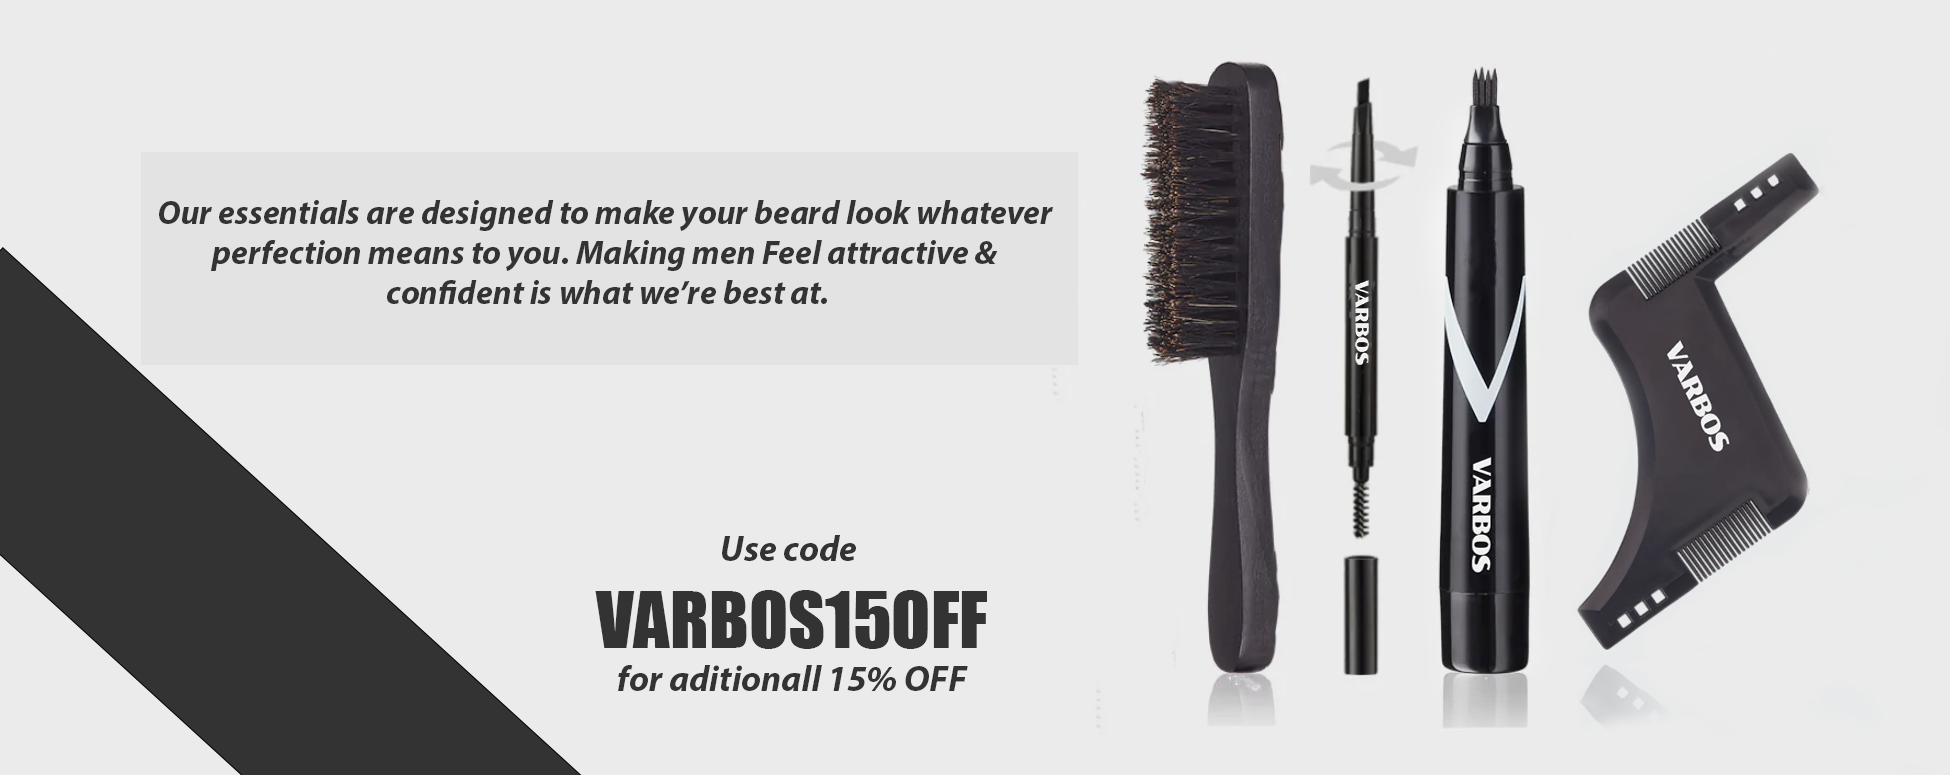 Our essentials are designed to make your beard look whatever
perfection means to you. Making men Feel attractive &
confident is what we're best at.
Use code
VARBOS15OFF
for aditionall 15% OFF
VARBOS
VARBOS
VARBOS